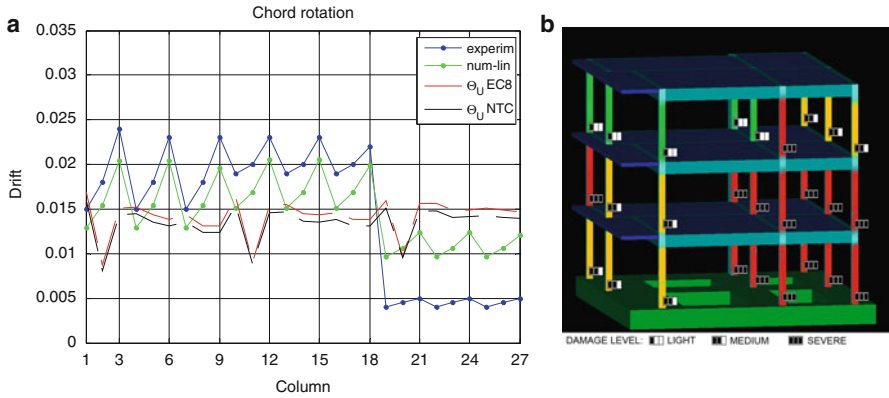 a
Chord rotation
0.035
0.03
0.025
0.02
0.015
0.01
0.005
0
Drift
experim
num-lin
Θ_U EC8
Θ_U NTC
1 3 6 9 12 15 18 21 24 27
Column
b
DAMAGE LEVEL: LIGHT MEDIUM SEVERE